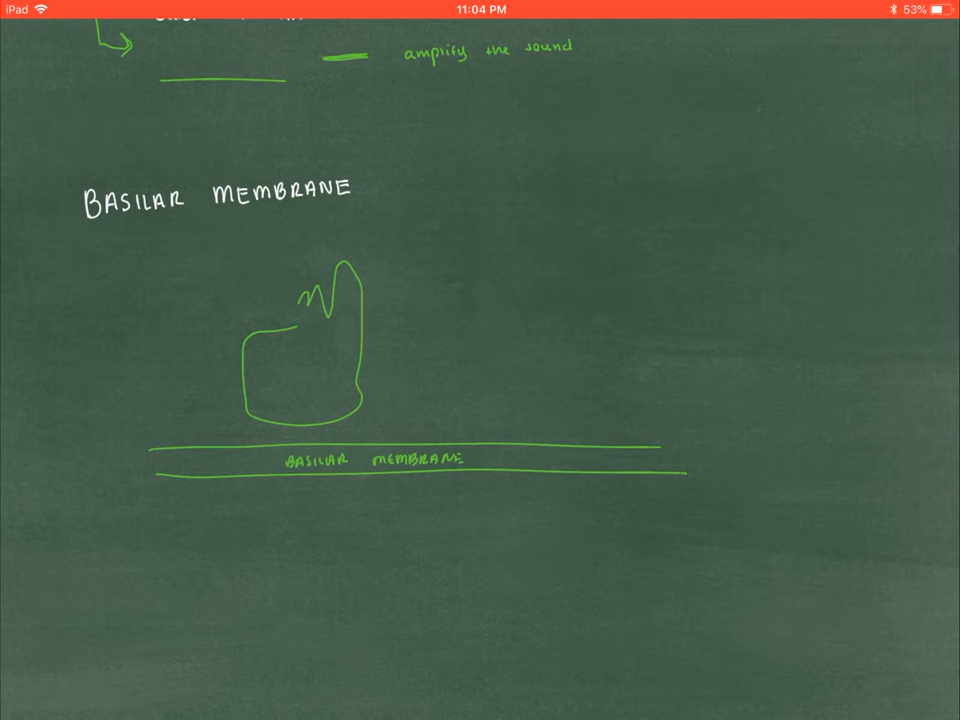 iPad 11:04 PM 53%
amplify the sound
BASILAR MEMBRANE
BASILAR MEMBRANE